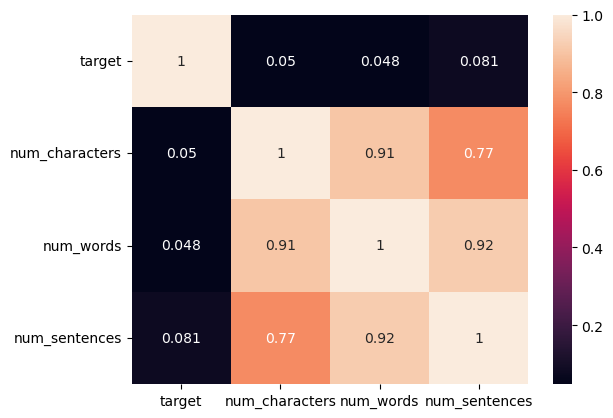 target 1 0.05 0.048 0.081
num_characters 0.05 1 0.91 0.77
num_words 0.048 0.91 1 0.92
num_sentences 0.081 0.77 0.92 1
target num_characters num_words num_sentences
1.0
0.8
0.6
0.4
0.2